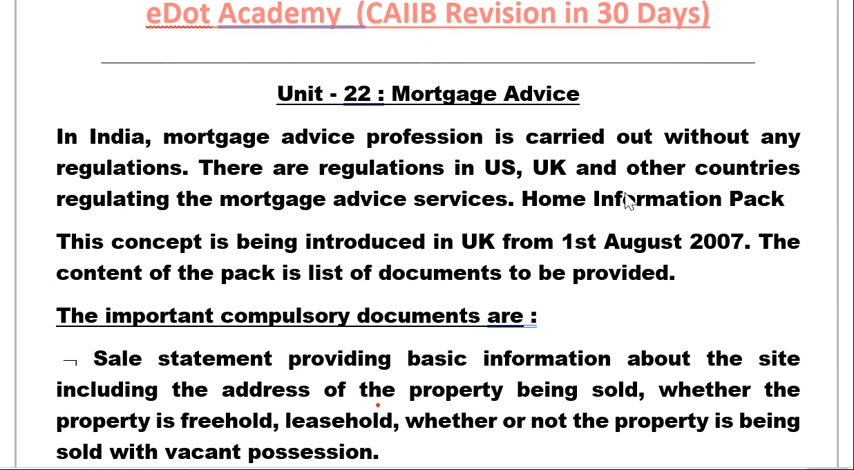 eDot Academy (CAIIB Revision in 30 Days)
Unit - 22 : Mortgage Advice
In India, mortgage advice profession is carried out without any
regulations. There are regulations in US, UK and other countries
regulating the mortgage advice services. Home Information Pack
This concept is being introduced in UK from 1st August 2007. The
content of the pack is list of documents to be provided.
The important compulsory documents are :
¬ Sale statement providing basic information about the site
including the address of the property being sold, whether the
property is freehold, leasehold, whether or not the property is being
sold with vacant possession.